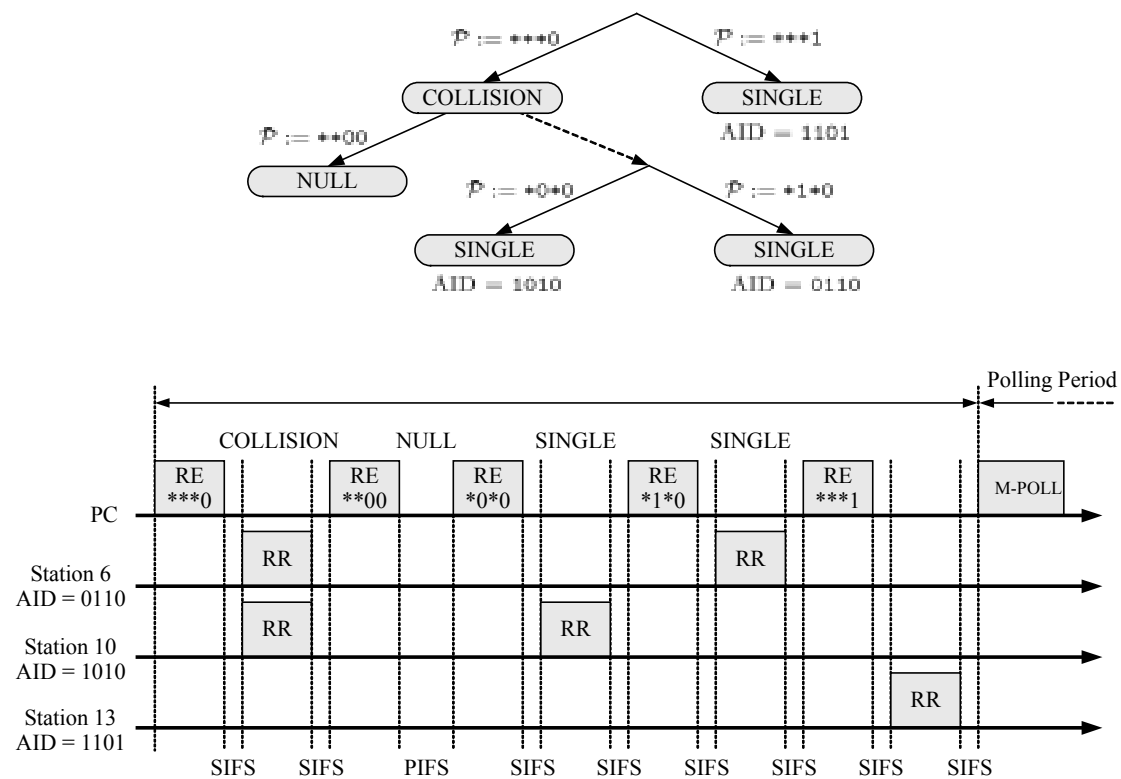 𝒫 := ***0
𝒫 := ***1
COLLISION
SINGLE
AID = 1101
𝒫 := **00
NULL
𝒫 := *0*0
𝒫 := *1*0
SINGLE
SINGLE
AID = 1010
AID = 0110
Polling Period
COLLISION
NULL
SINGLE
SINGLE
RE
***0
RE
**00
RE
*0*0
RE
*1*0
RE
***1
M-POLL
PC
RR
RR
Station 6
AID = 0110
RR
RR
Station 10
AID = 1010
RR
Station 13
AID = 1101
SIFS SIFS PIFS SIFS SIFS SIFS SIFS SIFS SIFS